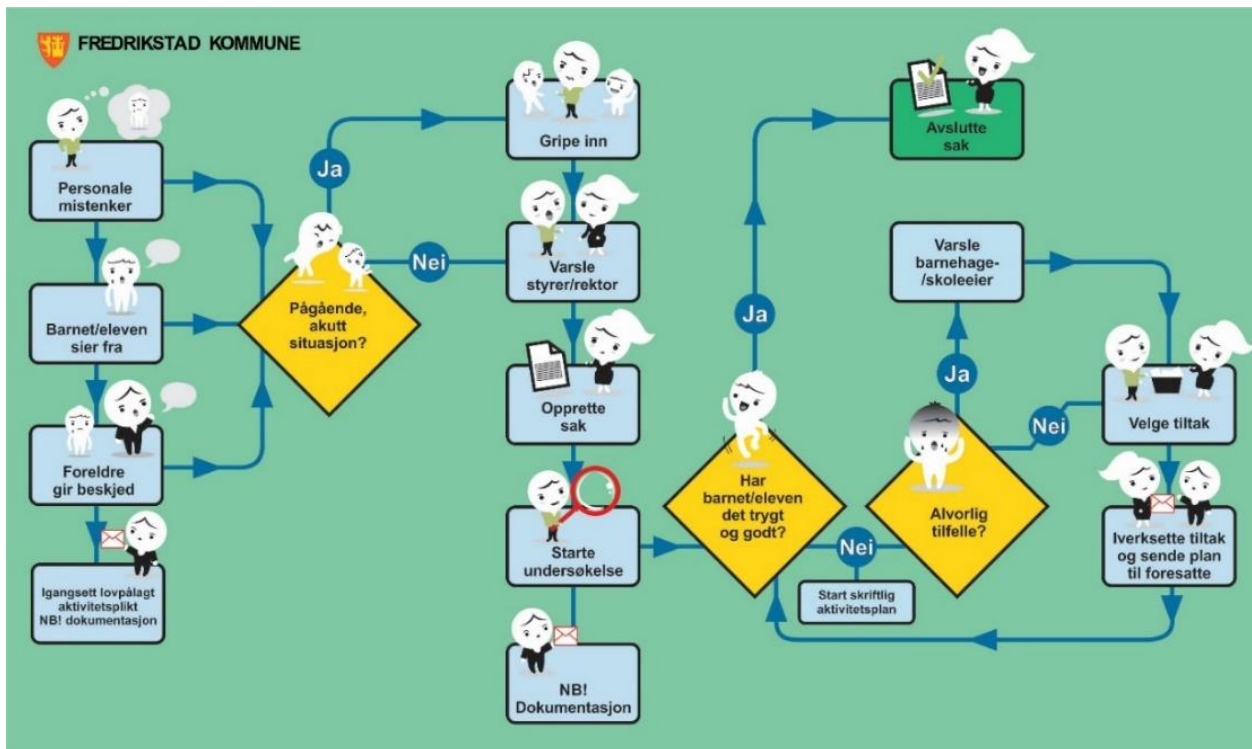 FREDRIKSTAD KOMMUNE
Personale
mistenker
Barnet/eleven
sier fra
Foreldre
gir beskjed
Igangsett lovpålagt
aktivitetsplikt
NB! dokumentasjon
Pågående,
akutt
situasjon?
Ja
Nei
Gripe inn
Varsle
styrer/rektor
Opprette
sak
Starte
undersøkelse
NB!
Dokumentasjon
Har
barnet/eleven
det trygt
og godt?
Ja
Avslutte
sak
Nei
Start skriftlig
aktivitetsplan
Alvorlig
tilfelle?
Ja
Varsle
barnehage-
/skoleeier
Nei
Velge tiltak
Iverksette tiltak
og sende plan
til foresatte